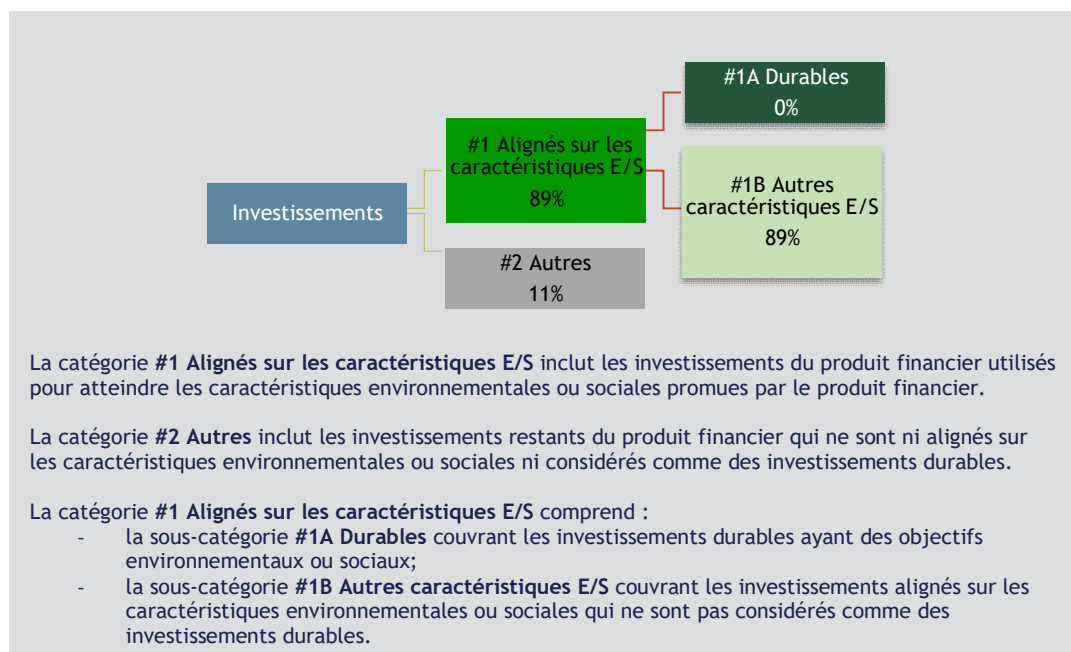 #1A Durables
0%
#1 Alignés sur les
caractéristiques E/S
89%
#1B Autres
caractéristiques E/S
89%
Investissements
#2 Autres
11%
La catégorie #1 Alignés sur les caractéristiques E/S inclut les investissements du produit financier utilisés
pour atteindre les caractéristiques environnementales ou sociales promues par le produit financier.
La catégorie #2 Autres inclut les investissements restants du produit financier qui ne sont ni alignés sur
les caractéristiques environnementales ou sociales ni considérés comme des investissements durables.
La catégorie #1 Alignés sur les caractéristiques E/S comprend :
- la sous-catégorie #1A Durables couvrant les investissements durables ayant des objectifs
environnementaux ou sociaux;
- la sous-catégorie #1B Autres caractéristiques E/S couvrant les investissements alignés sur les
caractéristiques environnementales ou sociales qui ne sont pas considérés comme des
investissements durables.